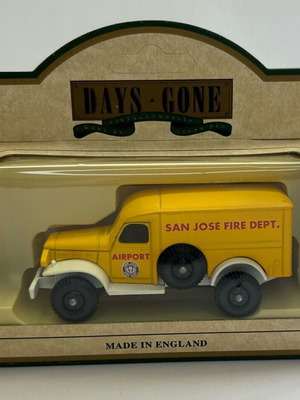 DAYS-GONE
SAN JOSE FIRE DEPT.
AIRPORT
MADE IN ENGLAND